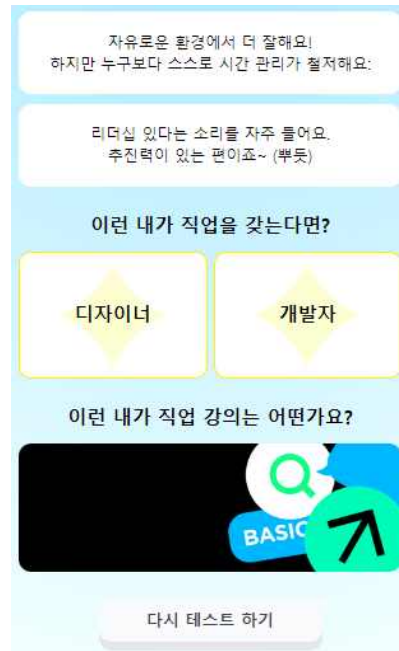 자유로운 환경에서 더 잘해요!
하지만 누구보다 스스로 시간 관리가 철저해요:
리더십 있다는 소리를 자주 들어요.
추진력이 있는 편이죠~ (뿌듯)
이런 내가 직업을 갖는다면?
디자이너
개발자
이런 내가 직업 강의는 어떤가요?
BASIC
다시 테스트 하기